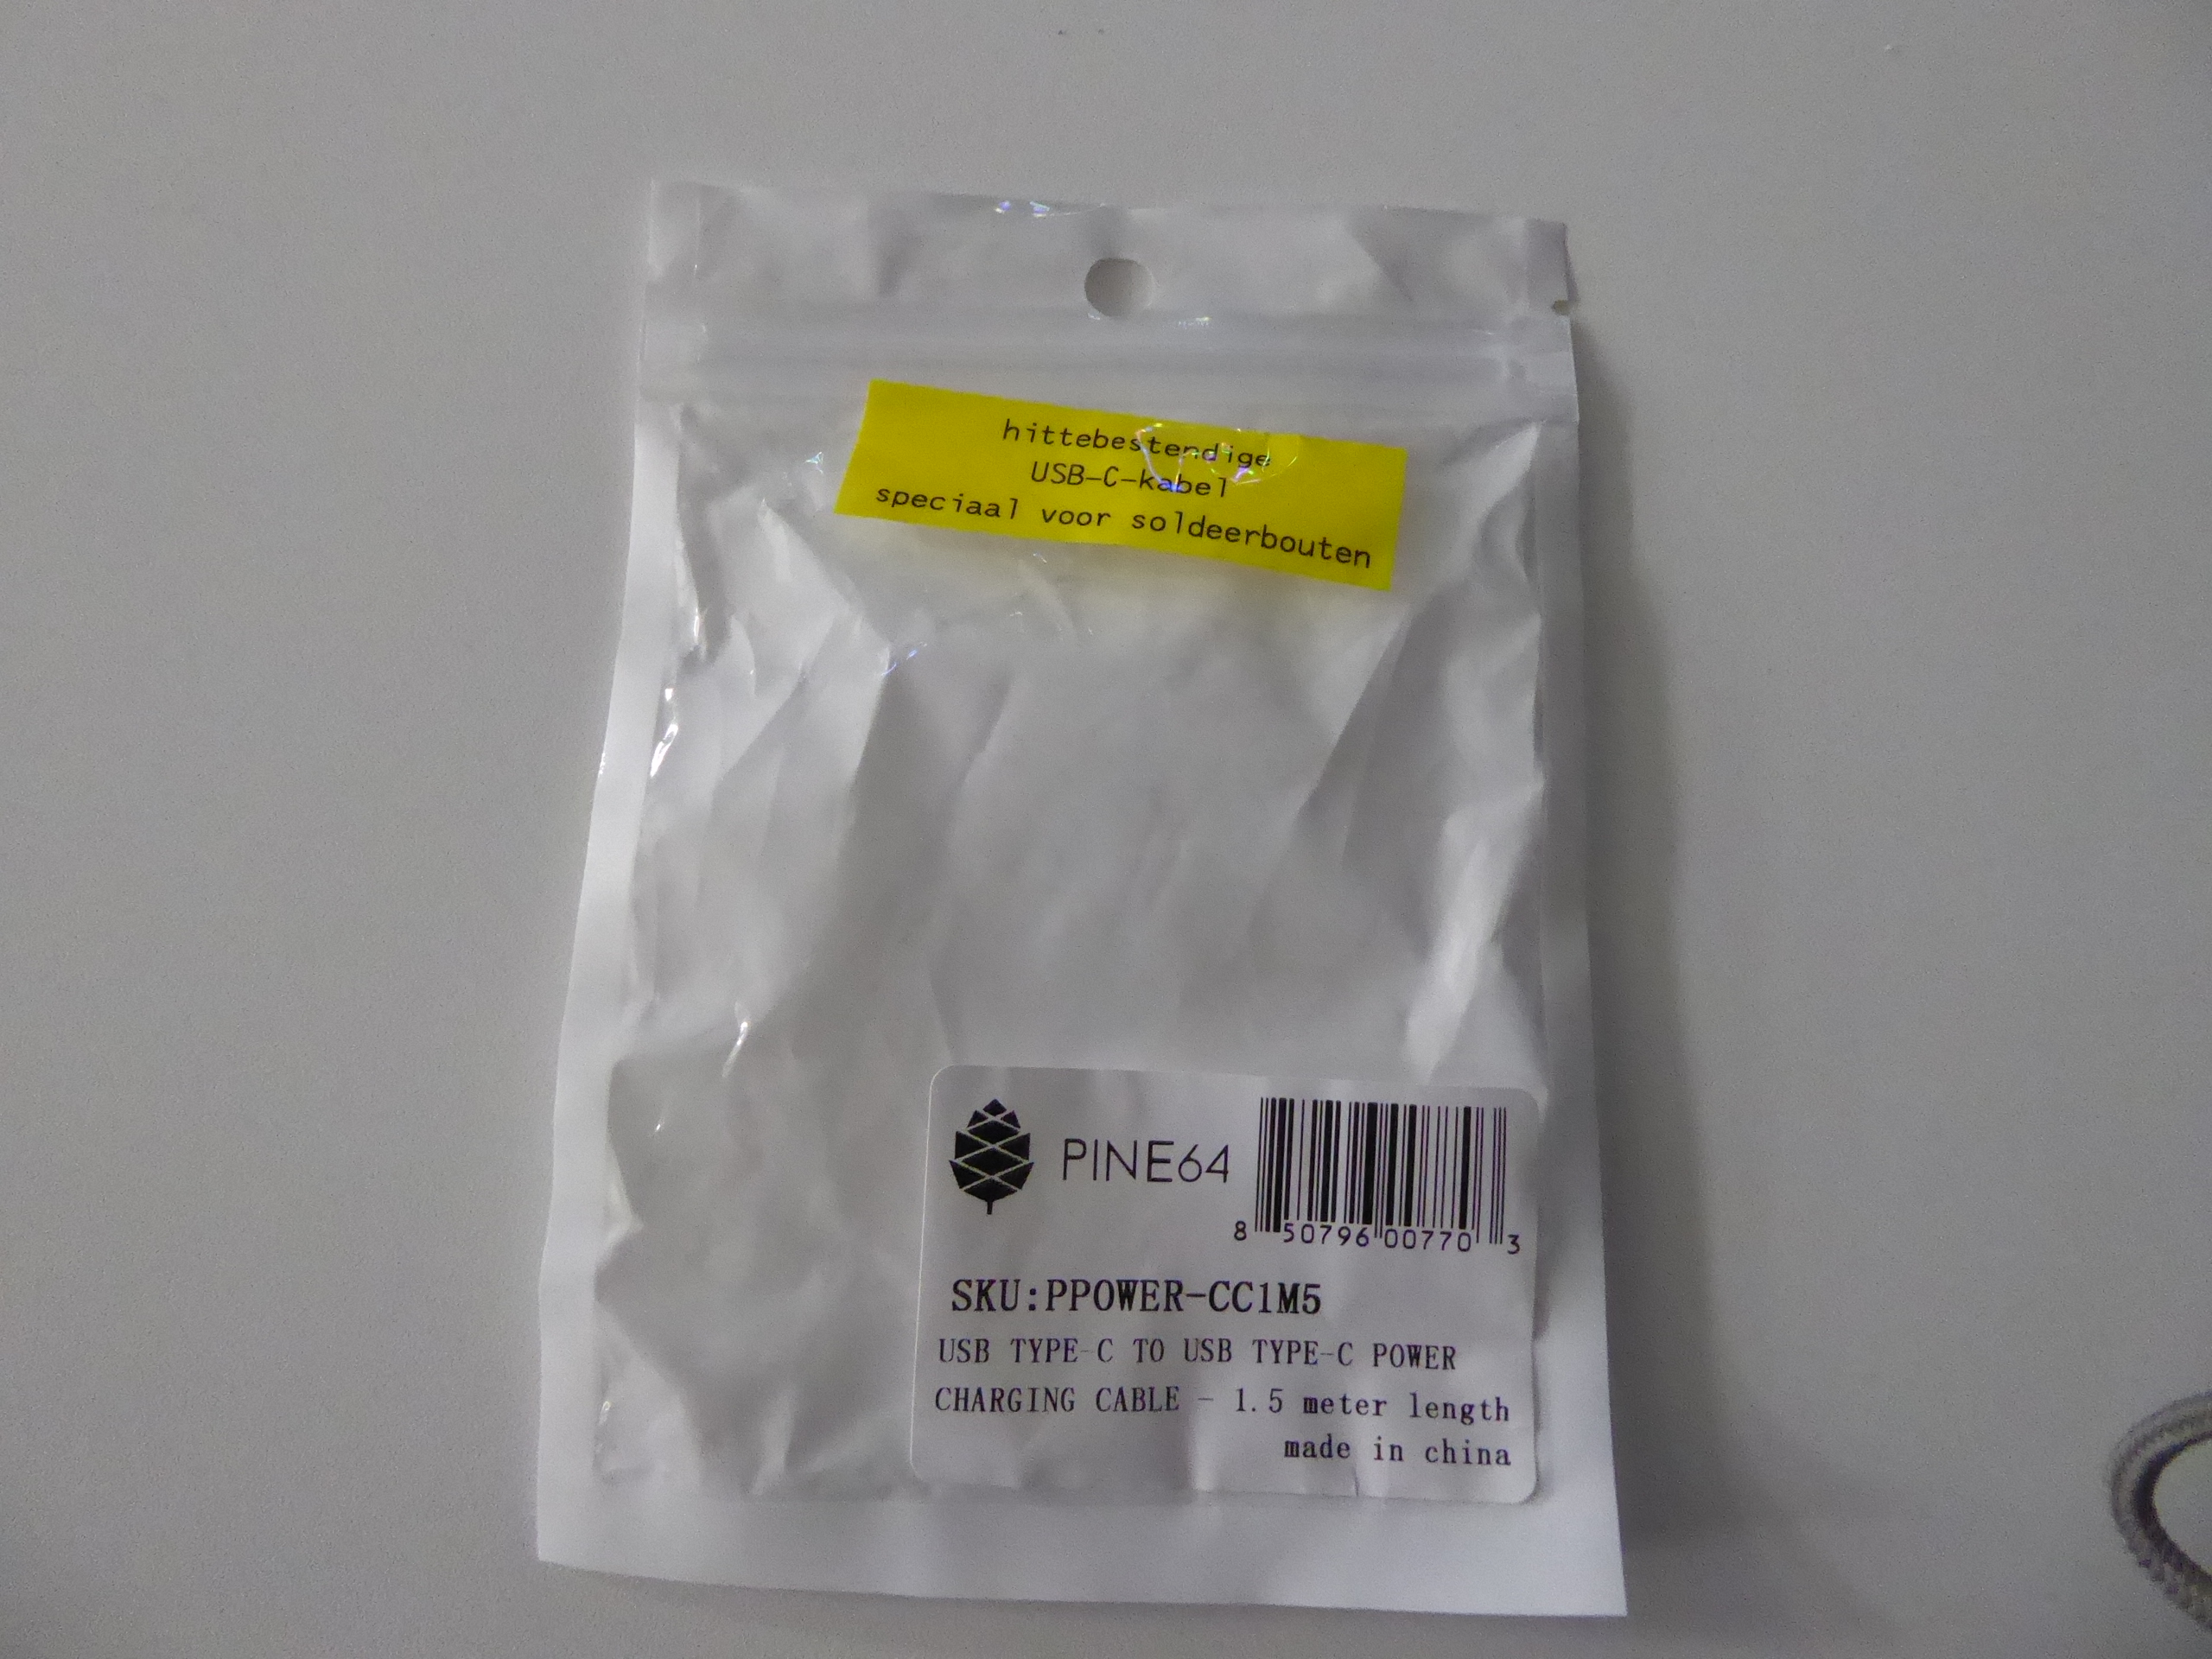 hittebestendige
USB-C-kabel
speciaal voor soldeerbouten
PINE64
8 50796 00770 3
SKU:PPOWER-CC1M5
USB TYPE-C TO USB TYPE-C POWER
CHARGING CABLE - 1.5 meter length
made in china